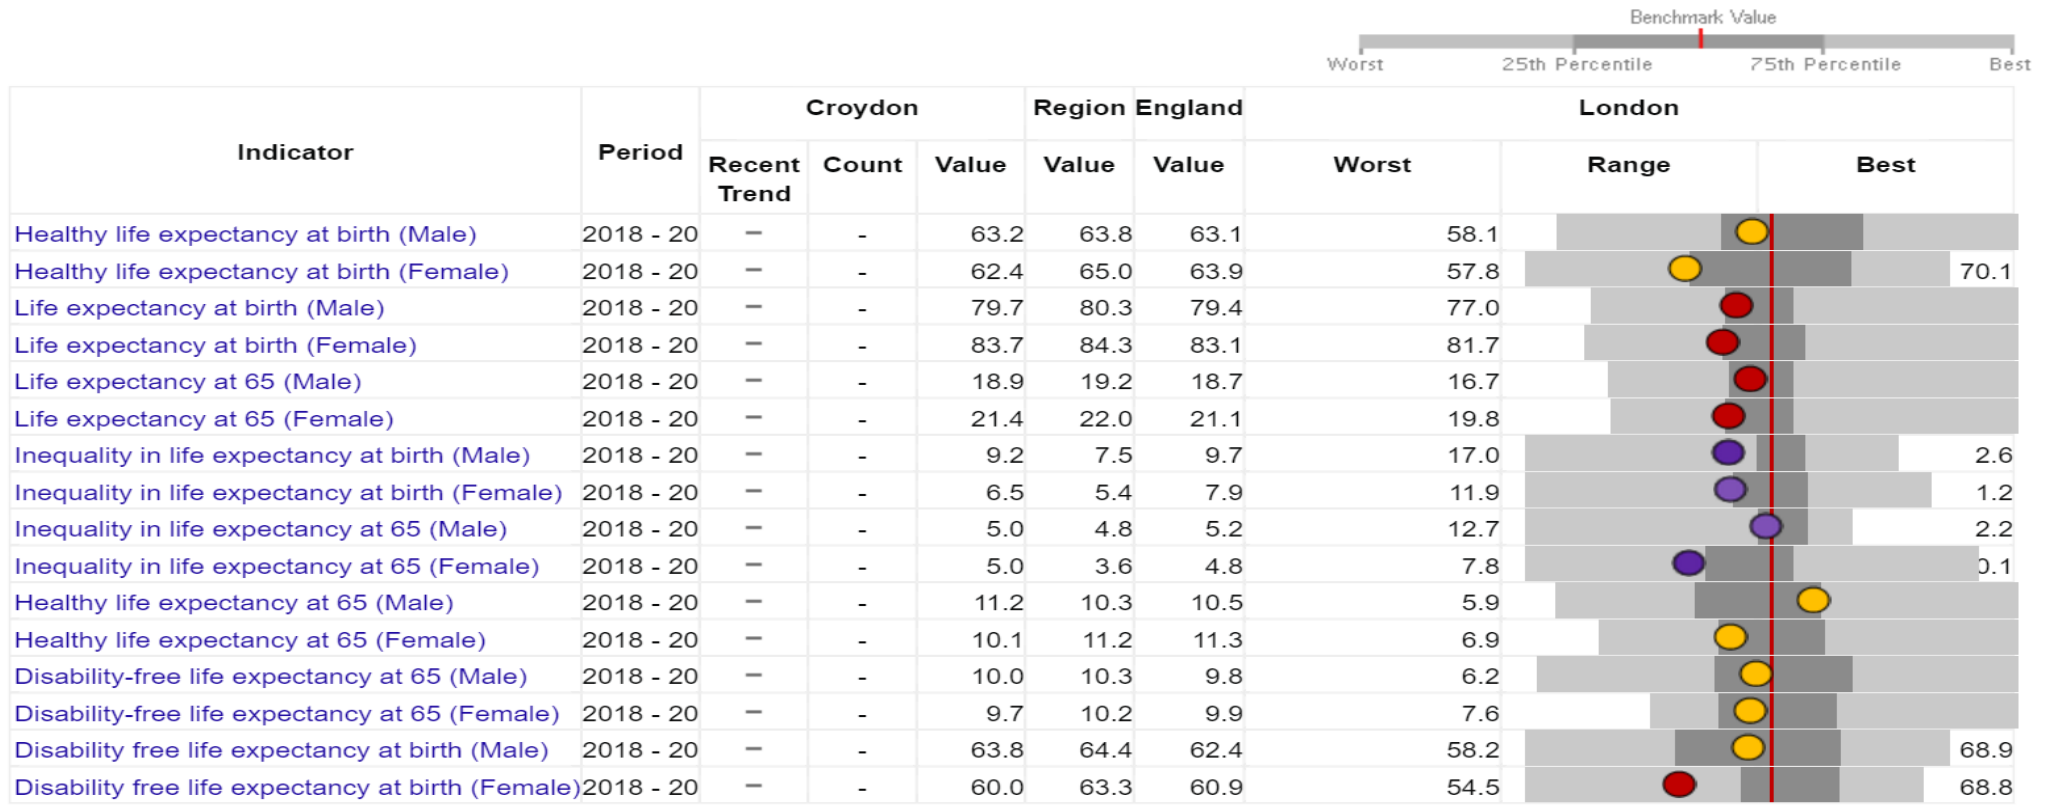 Benchmark Value
Worst 25th Percentile 75th Percentile Best
Croydon Region England London
Indicator Period
Recent Trend Count Value Value Value Worst Range Best
Healthy life expectancy at birth (Male) 2018 - 20 – - 63.2 63.8 63.1 58.1
Healthy life expectancy at birth (Female) 2018 - 20 – - 62.4 65.0 63.9 57.8 70.1
Life expectancy at birth (Male) 2018 - 20 – - 79.7 80.3 79.4 77.0
Life expectancy at birth (Female) 2018 - 20 – - 83.7 84.3 83.1 81.7
Life expectancy at 65 (Male) 2018 - 20 – - 18.9 19.2 18.7 16.7
Life expectancy at 65 (Female) 2018 - 20 – - 21.4 22.0 21.1 19.8
Inequality in life expectancy at birth (Male) 2018 - 20 – - 9.2 7.5 9.7 17.0 2.6
Inequality in life expectancy at birth (Female) 2018 - 20 – - 6.5 5.4 7.9 11.9 1.2
Inequality in life expectancy at 65 (Male) 2018 - 20 – - 5.0 4.8 5.2 12.7 2.2
Inequality in life expectancy at 65 (Female) 2018 - 20 – - 5.0 3.6 4.8 7.8 0.1
Healthy life expectancy at 65 (Male) 2018 - 20 – - 11.2 10.3 10.5 5.9
Healthy life expectancy at 65 (Female) 2018 - 20 – - 10.1 11.2 11.3 6.9
Disability-free life expectancy at 65 (Male) 2018 - 20 – - 10.0 10.3 9.8 6.2
Disability-free life expectancy at 65 (Female) 2018 - 20 – - 9.7 10.2 9.9 7.6
Disability free life expectancy at birth (Male) 2018 - 20 – - 63.8 64.4 62.4 58.2 68.9
Disability free life expectancy at birth (Female) 2018 - 20 – - 60.0 63.3 60.9 54.5 68.8